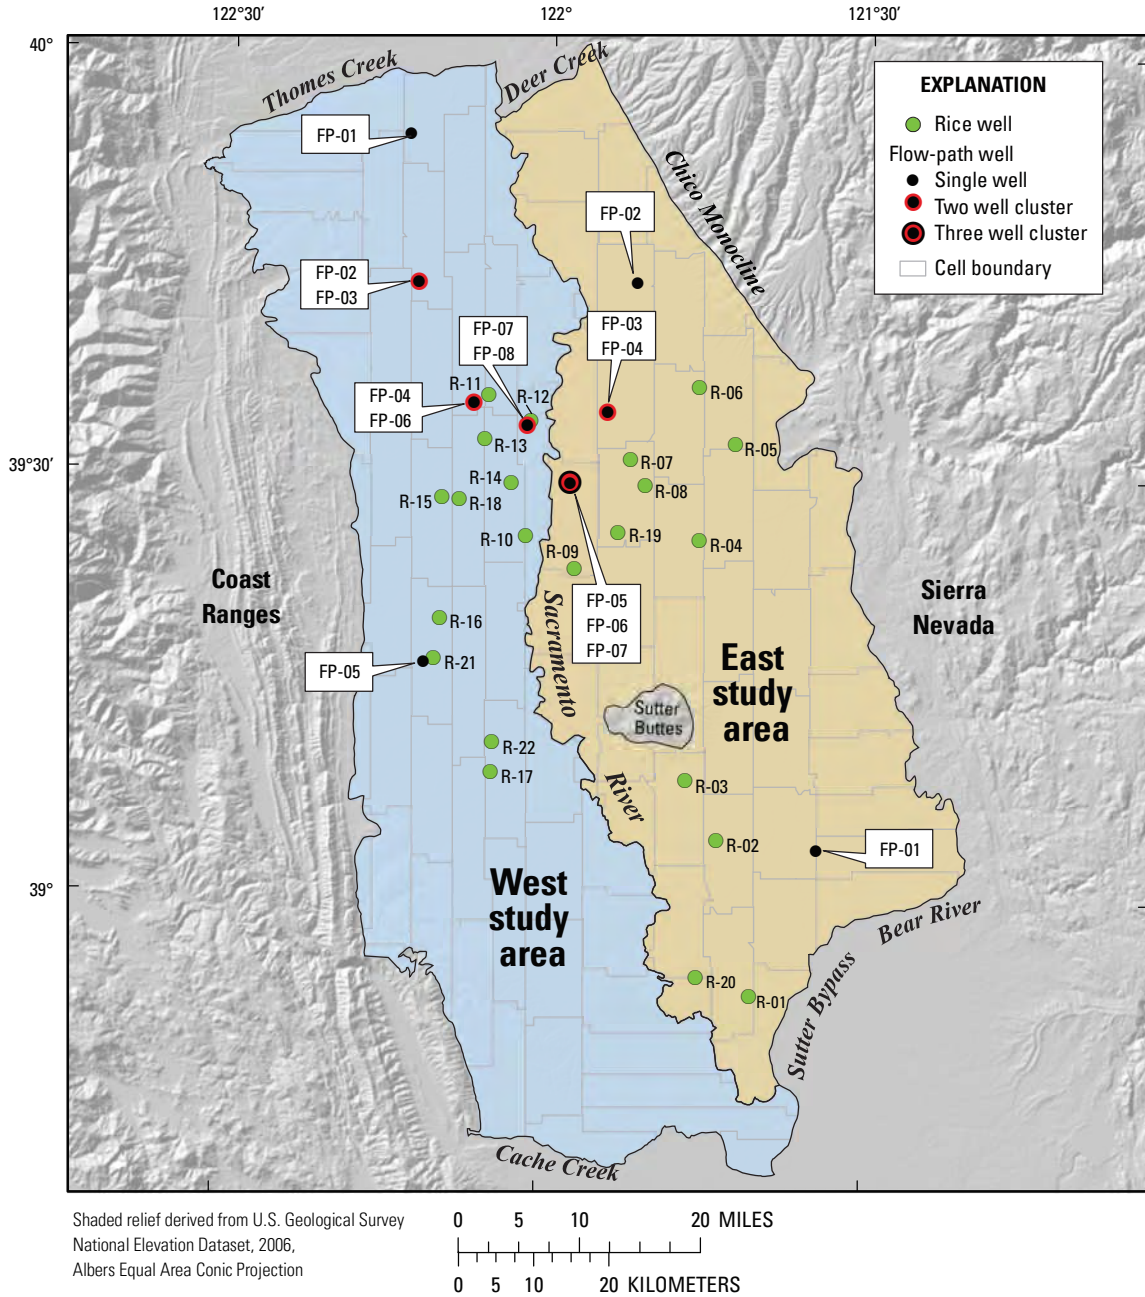 122°30'
122°
121°30'
40°
39°30'
39°
Thomes Creek
Deer Creek
Chico Monocline
EXPLANATION
Rice well
Flow-path well
Single well
Two well cluster
Three well cluster
Cell boundary
FP-01
FP-02
FP-02
FP-03
FP-03
FP-04
FP-07
FP-08
FP-04
FP-06
R-11
R-12
R-13
R-14
R-15
R-18
R-10
R-06
R-05
R-07
R-08
R-19
R-04
R-09
FP-05
FP-06
FP-07
Coast
Ranges
Sierra
Nevada
Sacramento
River
R-16
R-21
FP-05
East
study
area
Sutter
Buttes
R-22
R-17
R-03
R-02
FP-01
West
study
area
Bear River
Sutter Bypass
R-20
R-01
Cache Creek
Shaded relief derived from U.S. Geological Survey
National Elevation Dataset, 2006,
Albers Equal Area Conic Projection
0 5 10 20 MILES
0 5 10 20 KILOMETERS